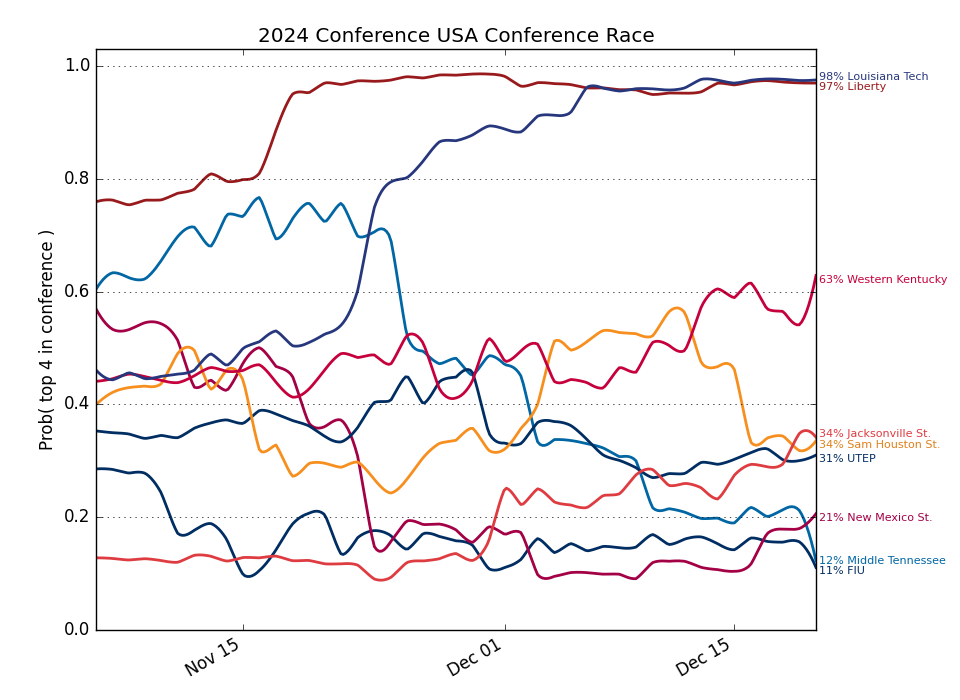 2024 Conference USA Conference Race
Prob( top 4 in conference )
1.0
0.8
0.6
0.4
0.2
0.0
Nov 15
Dec 01
Dec 15
98% Louisiana Tech
97% Liberty
63% Western Kentucky
34% Jacksonville St.
34% Sam Houston St.
31% UTEP
21% New Mexico St.
12% Middle Tennessee
11% FIU